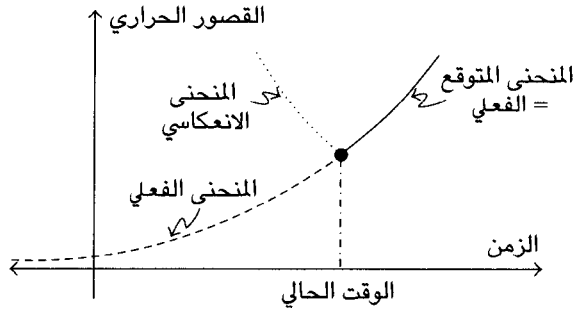 القصور الحراري
المنحنى المتوقع
= الفعلي
المنحنى
الانعكاسي
المنحنى الفعلي
الزمن
الوقت الحالي